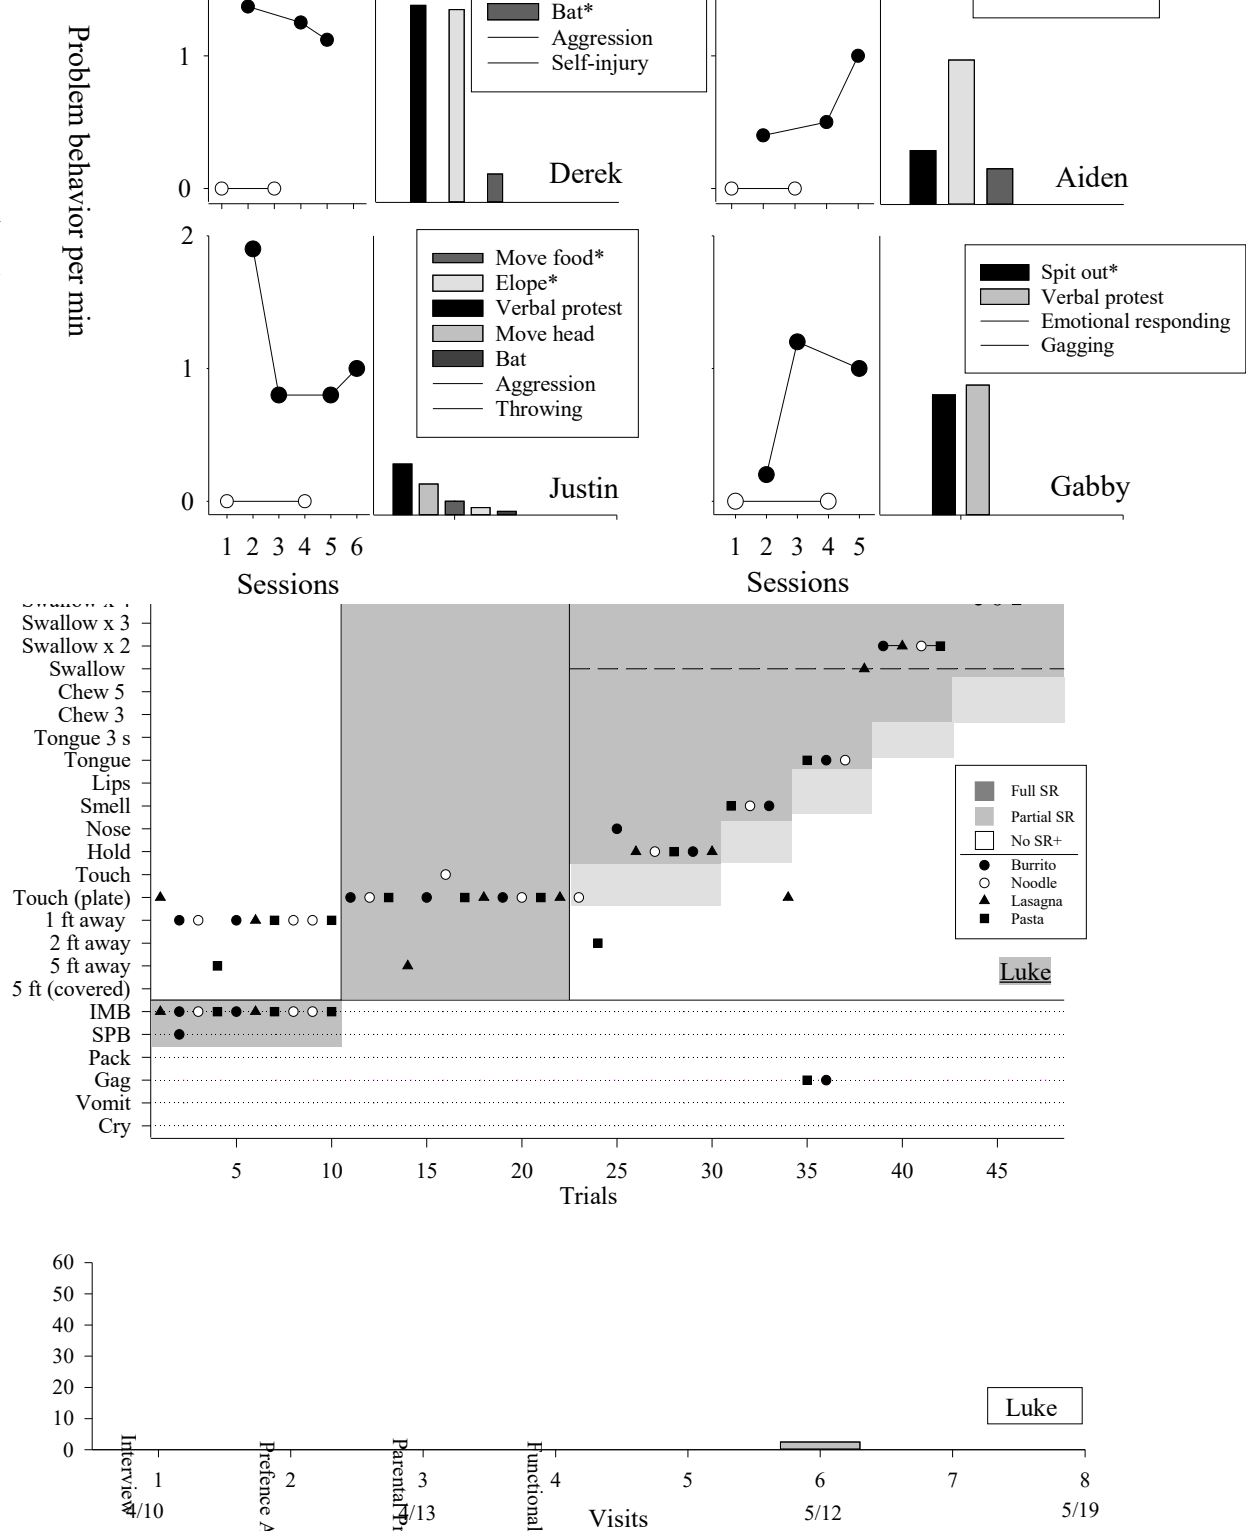 Problem behavior per min
1
0
Bat*
Aggression
Self-injury
Derek
Aiden
2
1
0
Move food*
Elope*
Verbal protest
Move head
Bat
Aggression
Throwing
Justin
1 2 3 4 5 6
Sessions
Spit out*
Verbal protest
Emotional responding
Gagging
Gabby
1 2 3 4 5
Sessions
Swallow x 3
Swallow x 2
Swallow
Chew 5
Chew 3
Tongue 3 s
Tongue
Lips
Smell
Nose
Hold
Touch
Touch (plate)
1 ft away
2 ft away
5 ft away
5 ft (covered)
IMB
SPB
Pack
Gag
Vomit
Cry
Full SR
Partial SR
No SR+
Burrito
Noodle
Lasagna
Pasta
Luke
5 10 15 20 25 30 35 40 45
Trials
60
50
40
30
20
10
0
Luke
Interview
Prefence A
Parental Pr
Functional
1 2 3 4 5 6 7 8
4/10 4/13 5/12 5/19
Visits